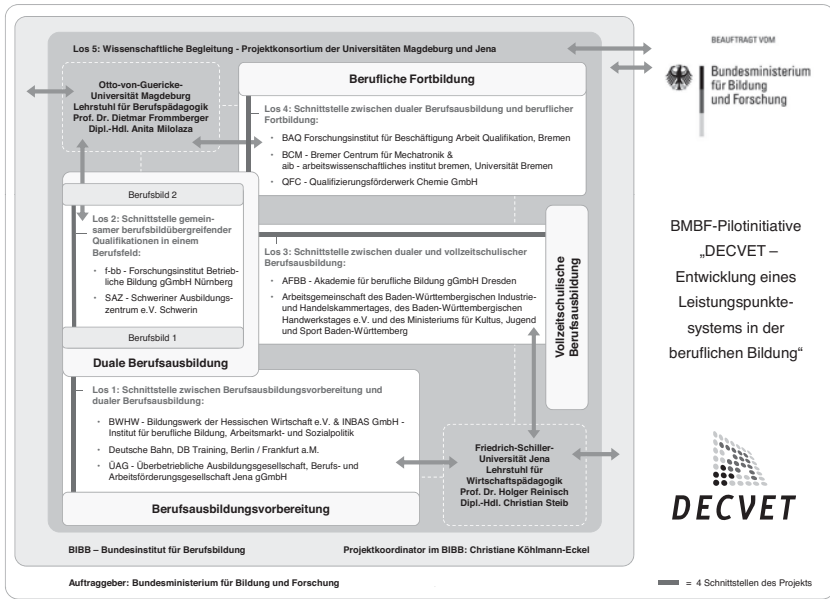 Los 5: Wissenschaftliche Begleitung - Projektkonsortium der Universitäten Magdeburg und Jena
Otto-von-Guericke-
Universität Magdeburg
Lehrstuhl für Berufspädagogik
Prof. Dr. Dietmar Frommberger
Dipl.-Hdl. Anita Milolaza
Berufliche Fortbildung
Los 4: Schnittstelle zwischen dualer Berufsausbildung und beruflicher
Fortbildung:
• BAQ Forschungsinstitut für Beschäftigung Arbeit Qualifikation, Bremen
• BCM - Bremer Centrum für Mechatronik &
aib - arbeitswissenschaftliches institut bremen, Universität Bremen
• QFC - Qualifizierungsförderwerk Chemie GmbH
Berufsbild 2
Los 2: Schnittstelle gemein-
samer berufsbildübergreifender
Qualifikationen in einem
Berufsfeld:
• f-bb - Forschungsinstitut Betrieb-
liche Bildung gGmbH Nürnberg
• SAZ - Schweriner Ausbildungs-
zentrum e.V. Schwerin
Berufsbild 1
Duale Berufsausbildung
Los 3: Schnittstelle zwischen dualer und vollzeitschulischer
Berufsausbildung:
• AFBB - Akademie für berufliche Bildung gGmbH Dresden
• Arbeitsgemeinschaft des Baden-Württembergischen Industrie-
und Handelskammertages, des Baden-Württembergischen
Handwerkstages e.V. und des Ministeriums für Kultus, Jugend
und Sport Baden-Württemberg
Vollzeitschulische
Berufsausbildung
Los 1: Schnittstelle zwischen Berufsausbildungsvorbereitung und
dualer Berufsausbildung:
• BWHW - Bildungswerk der Hessischen Wirtschaft e.V. & INBAS GmbH -
Institut für berufliche Bildung, Arbeitsmarkt- und Sozialpolitik
• Deutsche Bahn, DB Training, Berlin / Frankfurt a.M.
• ÜAG - Überbetriebliche Ausbildungsgesellschaft, Berufs- und
Arbeitsförderungsgesellschaft Jena gGmbH
Berufsausbildungsvorbereitung
Friedrich-Schiller-
Universität Jena
Lehrstuhl für
Wirtschaftspädagogik
Prof. Dr. Holger Reinisch
Dipl.-Hdl. Christian Steib
BIBB – Bundesinstitut für Berufsbildung
Projektkoordinator im BIBB: Christiane Köhlmann-Eckel
Auftraggeber: Bundesministerium für Bildung und Forschung
BEAUFTRAGT VOM
Bundesministerium
für Bildung
und Forschung
BMBF-Pilotinitiative
„DECVET –
Entwicklung eines
Leistungspunkte-
systems in der
beruflichen Bildung“
DECVET
= 4 Schnittstellen des Projekts